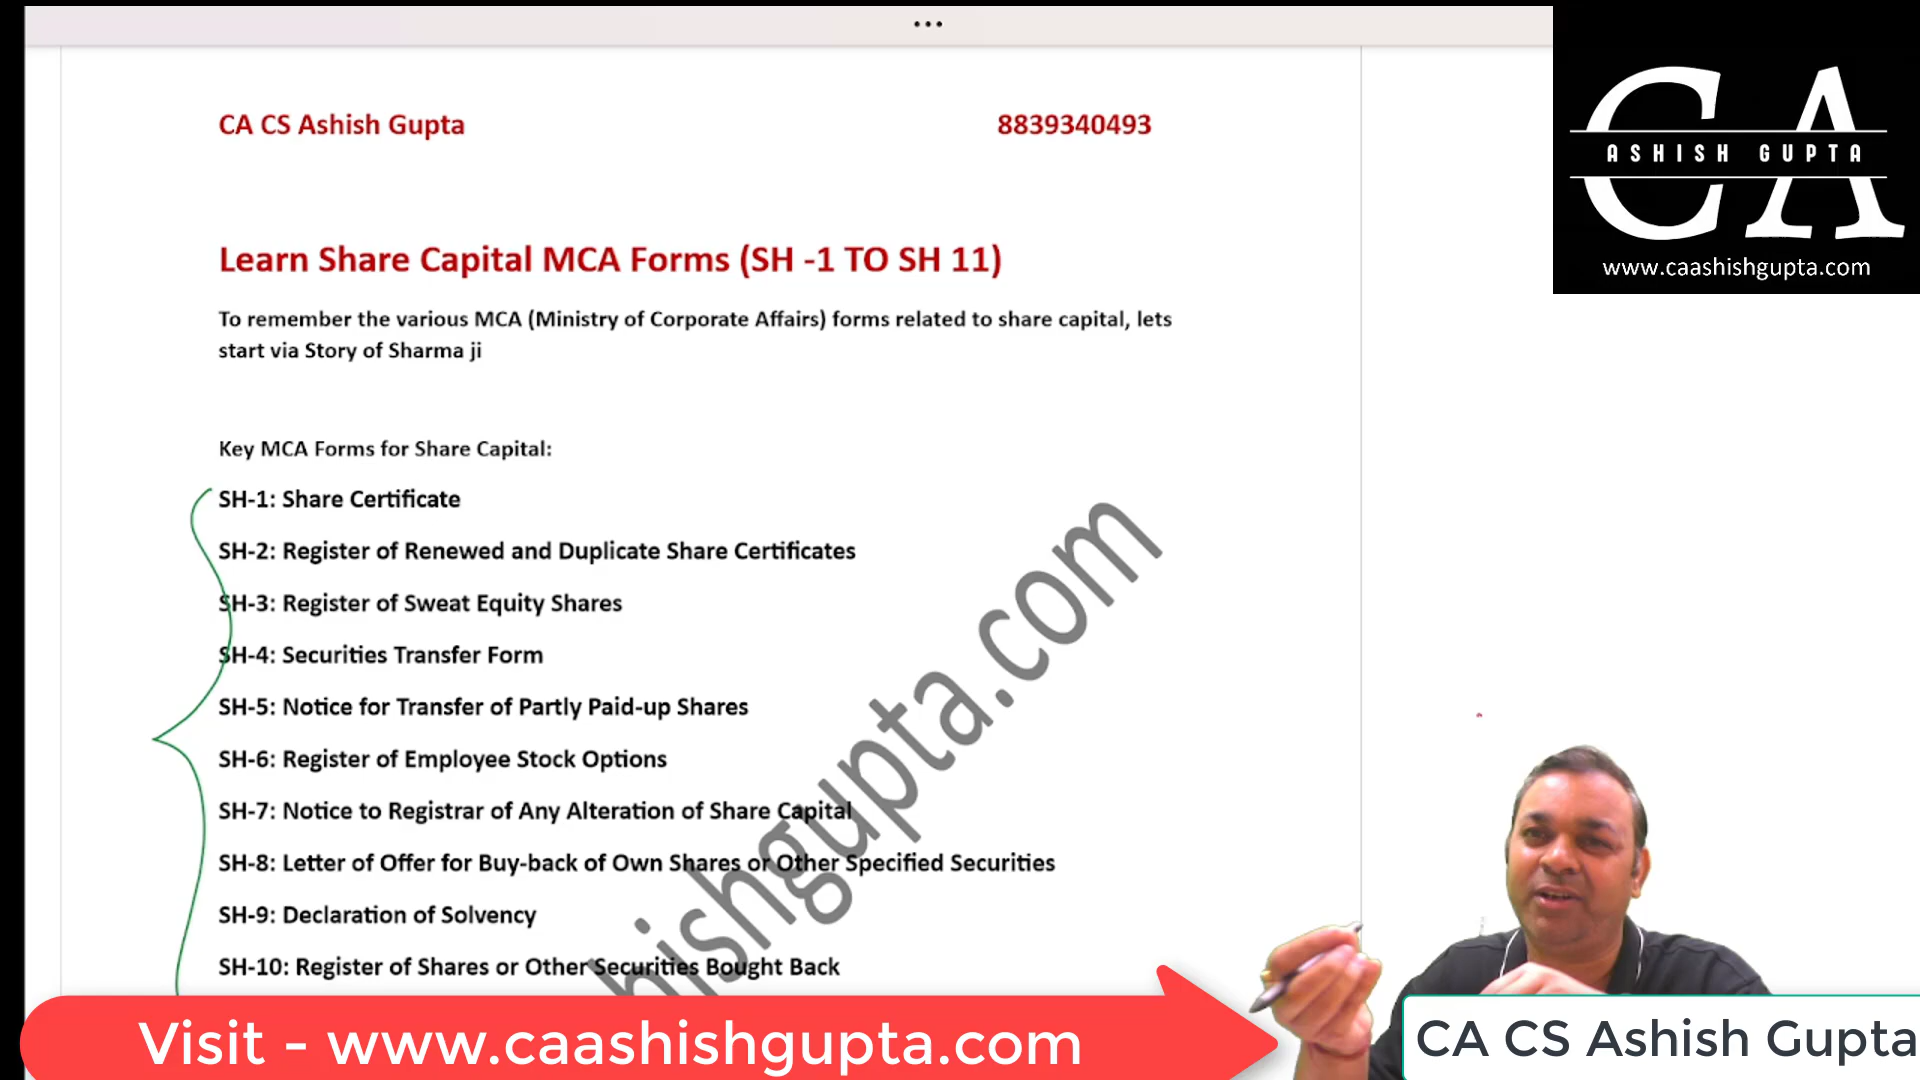 ...
CA CS Ashish Gupta 8839340493
Learn Share Capital MCA Forms (SH -1 TO SH 11)
To remember the various MCA (Ministry of Corporate Affairs) forms related to share capital, lets
start via Story of Sharma ji
Key MCA Forms for Share Capital:
SH-1: Share Certificate
SH-2: Register of Renewed and Duplicate Share Certificates
SH-3: Register of Sweat Equity Shares
SH-4: Securities Transfer Form
SH-5: Notice for Transfer of Partly Paid-up Shares
SH-6: Register of Employee Stock Options
SH-7: Notice to Registrar of Any Alteration of Share Capital
SH-8: Letter of Offer for Buy-back of Own Shares or Other Specified Securities
SH-9: Declaration of Solvency
SH-10: Register of Shares or Other Securities Bought Back
hishgupta.com
CA
ASHISH GUPTA
www.caashishgupta.com
Visit - www.caashishgupta.com
CA CS Ashish Gupta